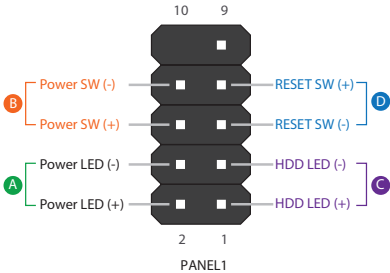 10 9
Power SW (-) RESET SW (+)
B D
Power SW (+) RESET SW (-)
Power LED (-) HDD LED (-)
A C
Power LED (+) HDD LED (+)
2 1
PANEL1